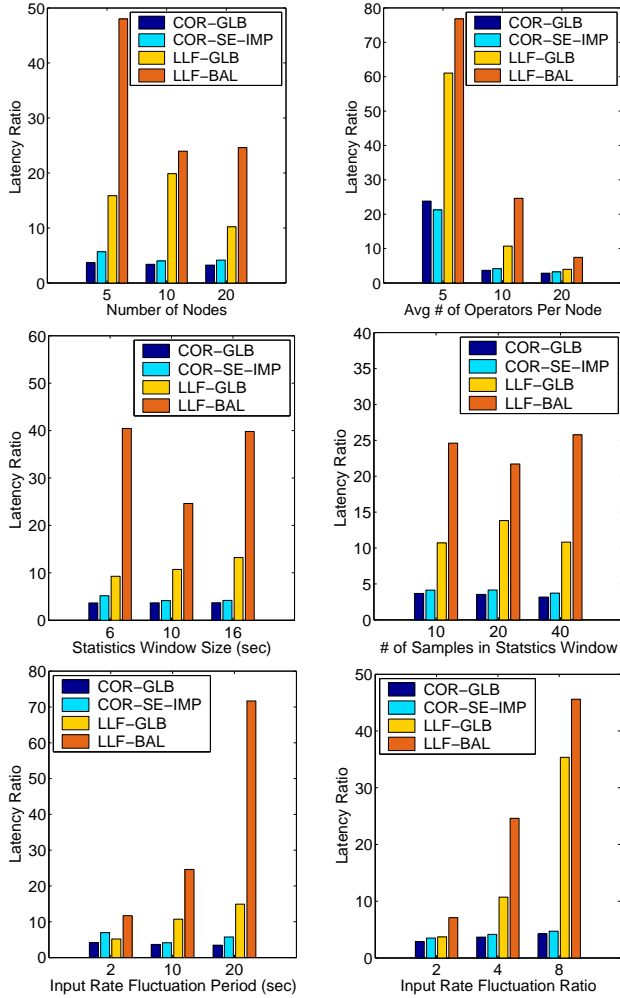 50
40
30
20
10
0
Latency Ratio
COR-GLB
COR-SE-IMP
LLF-GLB
LLF-BAL
5 10 20
Number of Nodes
80
70
60
50
40
30
20
10
0
Latency Ratio
COR-GLB
COR-SE-IMP
LLF-GLB
LLF-BAL
5 10 20
Avg # of Operators Per Node
60
50
40
30
20
10
0
Latency Ratio
COR-GLB
COR-SE-IMP
LLF-GLB
LLF-BAL
6 10 16
Statistics Window Size (sec)
40
35
30
25
20
15
10
5
0
Latency Ratio
COR-GLB
COR-SE-IMP
LLF-GLB
LLF-BAL
10 20 40
# of Samples in Statstics Window
80
70
60
50
40
30
20
10
0
Latency Ratio
COR-GLB
COR-SE-IMP
LLF-GLB
LLF-BAL
2 10 20
Input Rate Fluctuation Period (sec)
50
40
30
20
10
0
Latency Ratio
COR-GLB
COR-SE-IMP
LLF-GLB
LLF-BAL
2 4 8
Input Rate Fluctuation Ratio